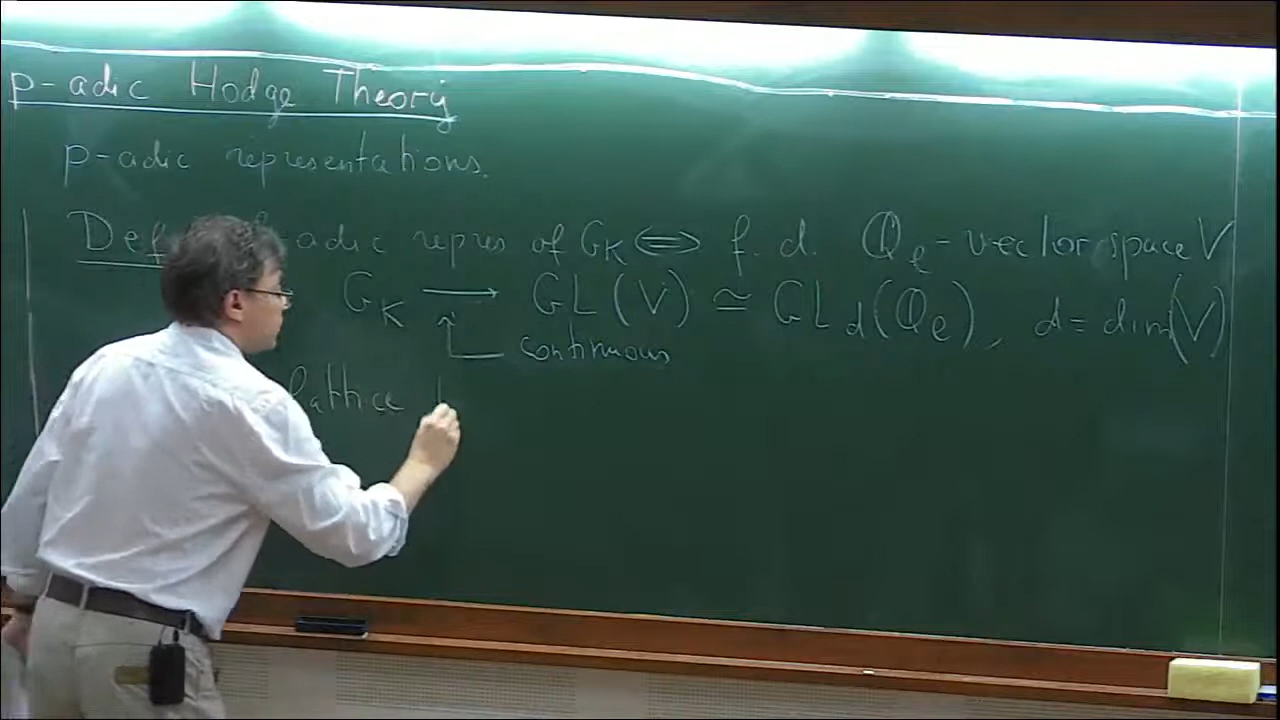 p-adic Hodge Theory
p-adic representations.
Def -adic repres of G_K ⟺ f. d. Q_ℓ-vector space V
G_K ⟶ GL(V) ≃ GL_d(Q_ℓ), d = dim(V)
continuous
lattice